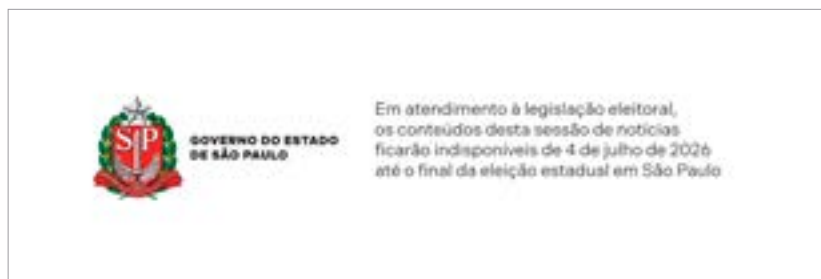 SP
GOVERNO DO ESTADO
DE SÃO PAULO
Em atendimento à legislação eleitoral,
os conteúdos desta sessão de notícias
ficarão indisponíveis de 4 de julho de 2026
até o final da eleição estadual em São Paulo